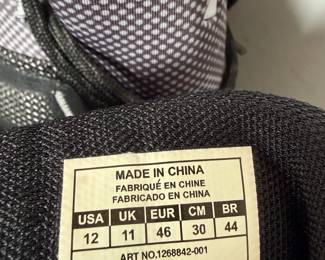 MADE IN CHINA
FABRIQUÉ EN CHINE
FABRICADO EN CHINA
USA UK EUR CM BR
12 11 46 30 44
ART NO.1268842-001